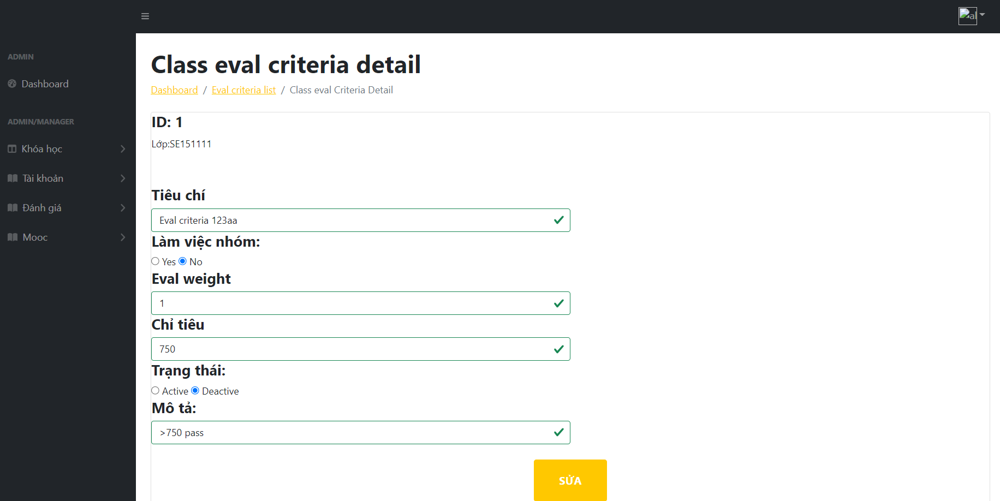 ADMIN
Dashboard
ADMIN/MANAGER
Khóa học
Tài khoản
Đánh giá
Mooc
Class eval criteria detail
Dashboard / Eval criteria list / Class eval Criteria Detail
ID: 1
Lớp:SE151111
Tiêu chí
Eval criteria 123aa
Làm việc nhóm:
Yes No
Eval weight
1
Chỉ tiêu
750
Trạng thái:
Active Deactive
Mô tả:
>750 pass
SỬA